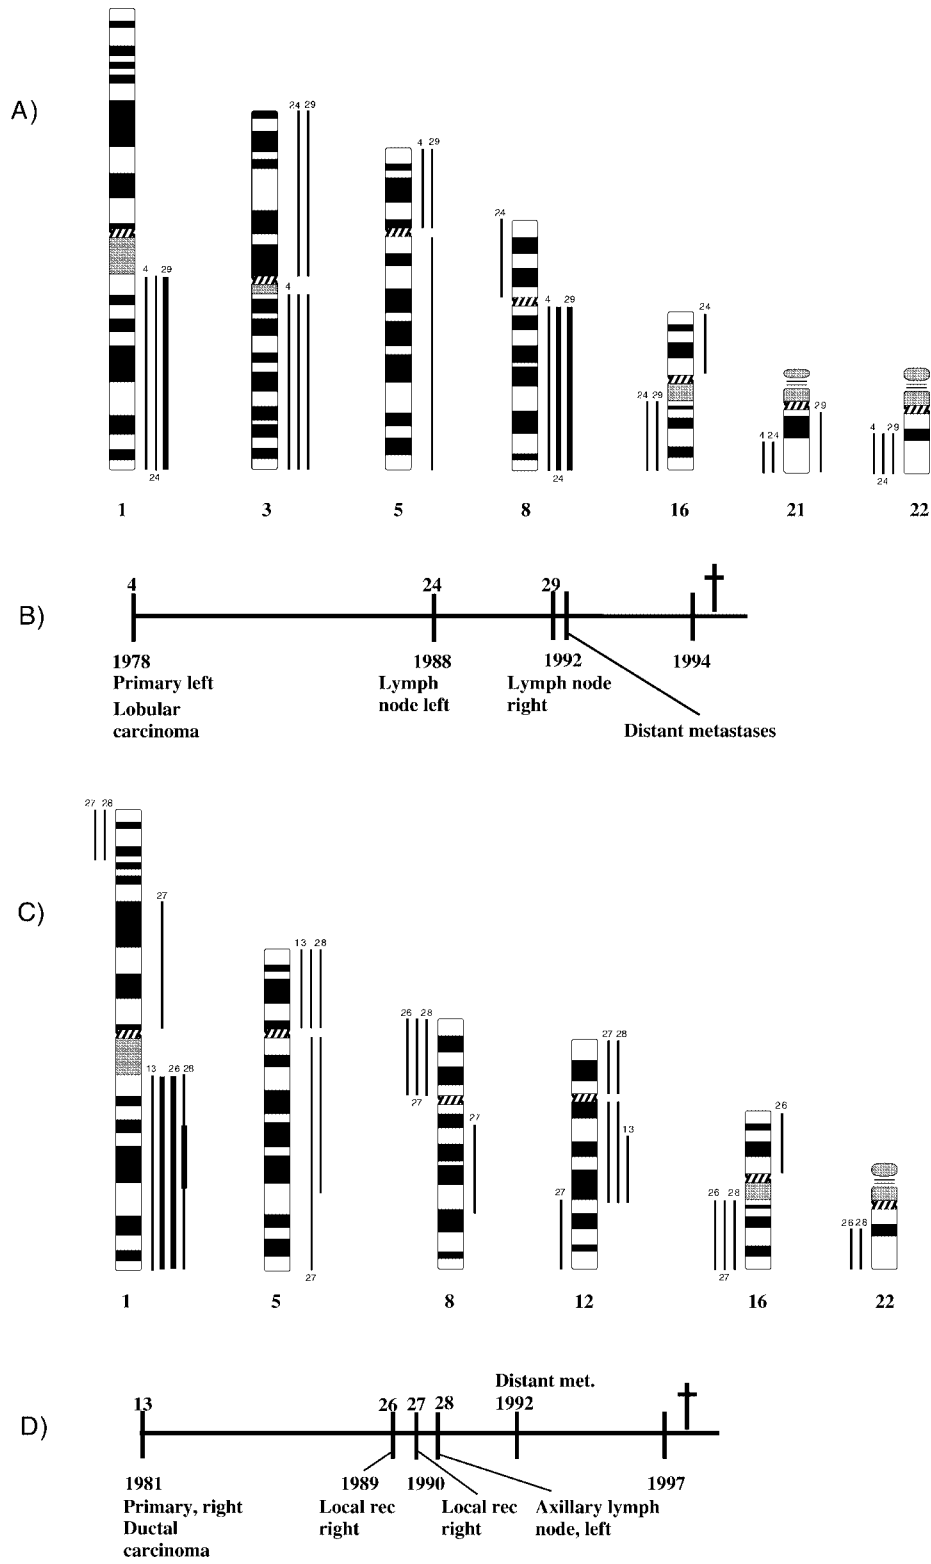 A)
24 29
4 29
24
4 29
4
4 29
24
24 29
29
4 24
4 29
24
24
24
1 3 5 8 16 21 22
B)
4 24 29
1978 1988 1992 1994
Primary left
Lobular
carcinoma
Lymph
node left
Lymph node
right
Distant metastases
C)
27 28
27
13 28
26 28
27 28
27
27
13
26
13 26 28
27
26 28
26 28
27
27
1 5 8 12 16 22
D)
Distant met.
13 26 27 28 1992
1981 1989 1990 1997
Primary, right
Ductal
carcinoma
Local rec
right
Local rec
right
Axillary lymph
node, left